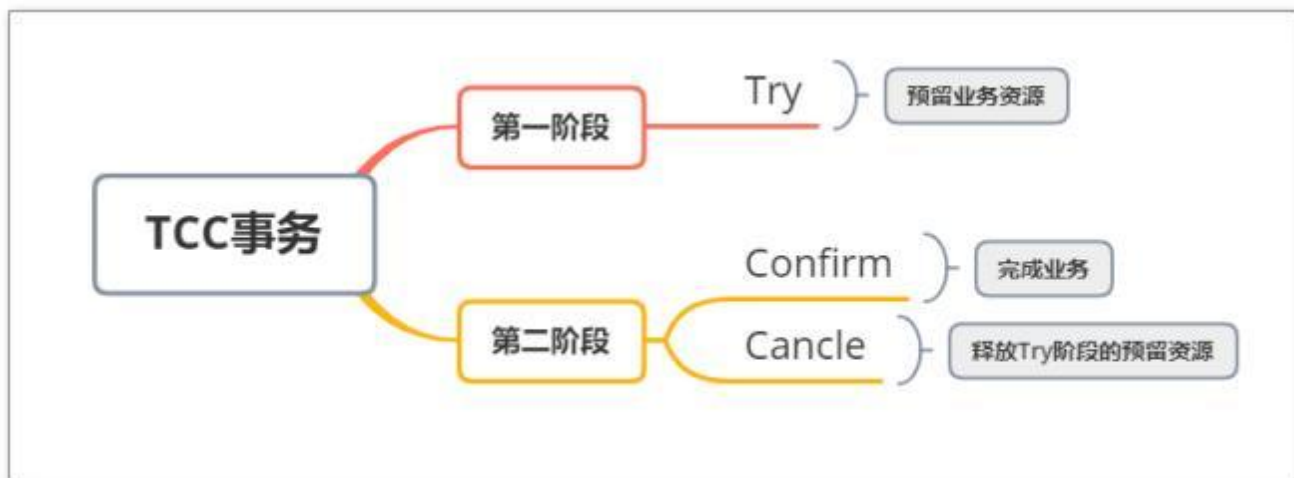 TCC事务
第一阶段
Try
预留业务资源
第二阶段
Confirm
完成业务
Cancle
释放Try阶段的预留资源